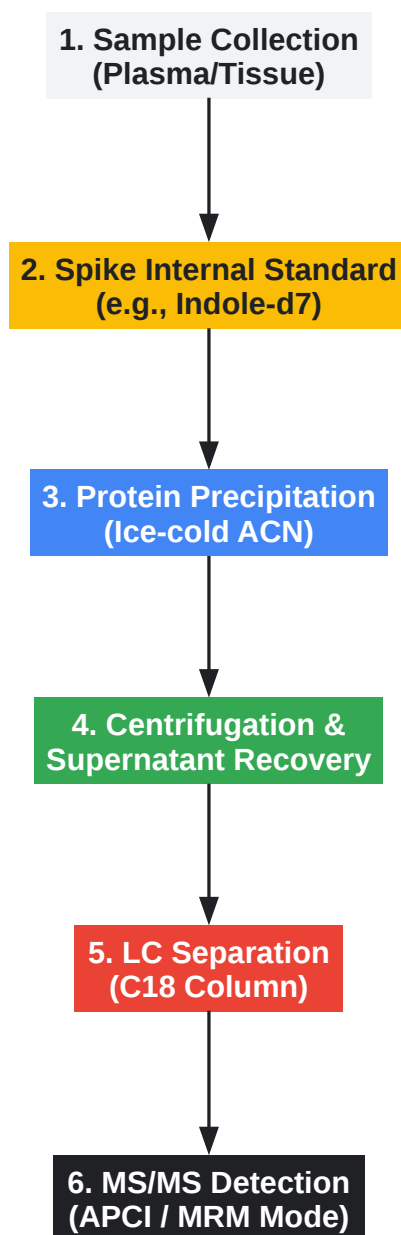 1. Sample Collection
(Plasma/Tissue)
2. Spike Internal Standard
(e.g., Indole-d7)
3. Protein Precipitation
(Ice-cold ACN)
4. Centrifugation &
Supernatant Recovery
5. LC Separation
(C18 Column)
6. MS/MS Detection
(APCI / MRM Mode)